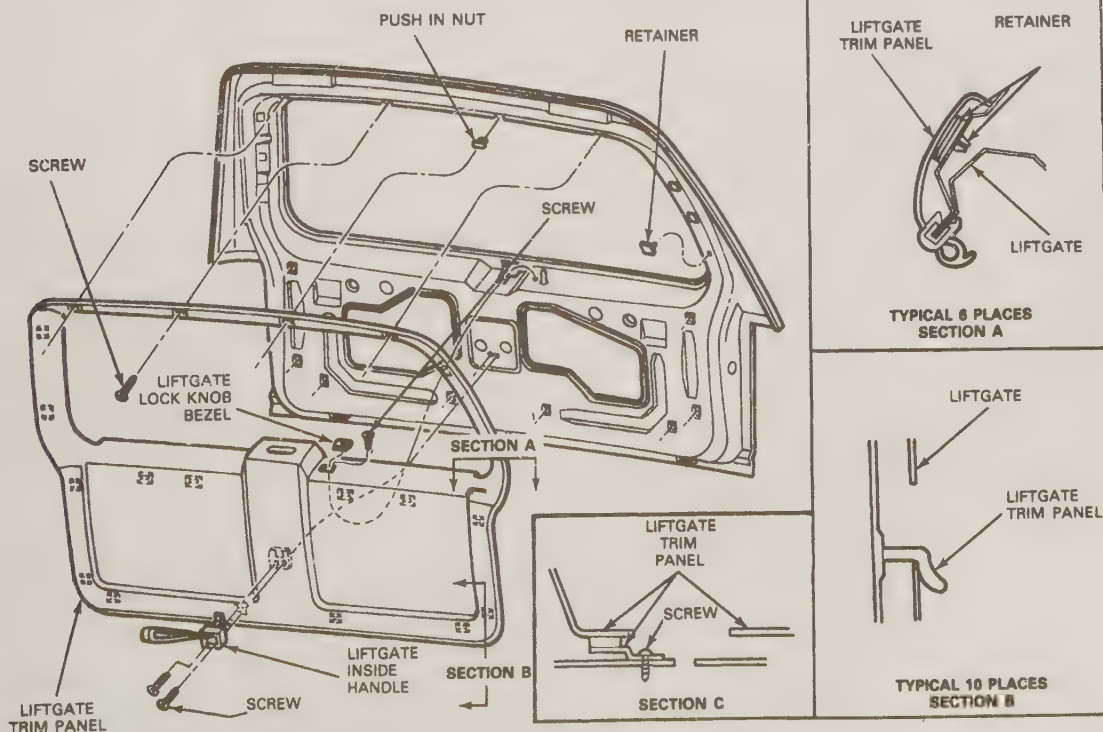 PUSH IN NUT
RETAINER
SCREW
SCREW
LIFTGATE
LOCK KNOB
BEZEL
SECTION A
LIFTGATE
INSIDE
HANDLE
SECTION B
SCREW
LIFTGATE
TRIM PANEL
LIFTGATE
TRIM
PANEL
SCREW
SECTION C
LIFTGATE
TRIM PANEL
RETAINER
LIFTGATE
TYPICAL 6 PLACES
SECTION A
LIFTGATE
LIFTGATE
TRIM PANEL
TYPICAL 10 PLACES
SECTION B